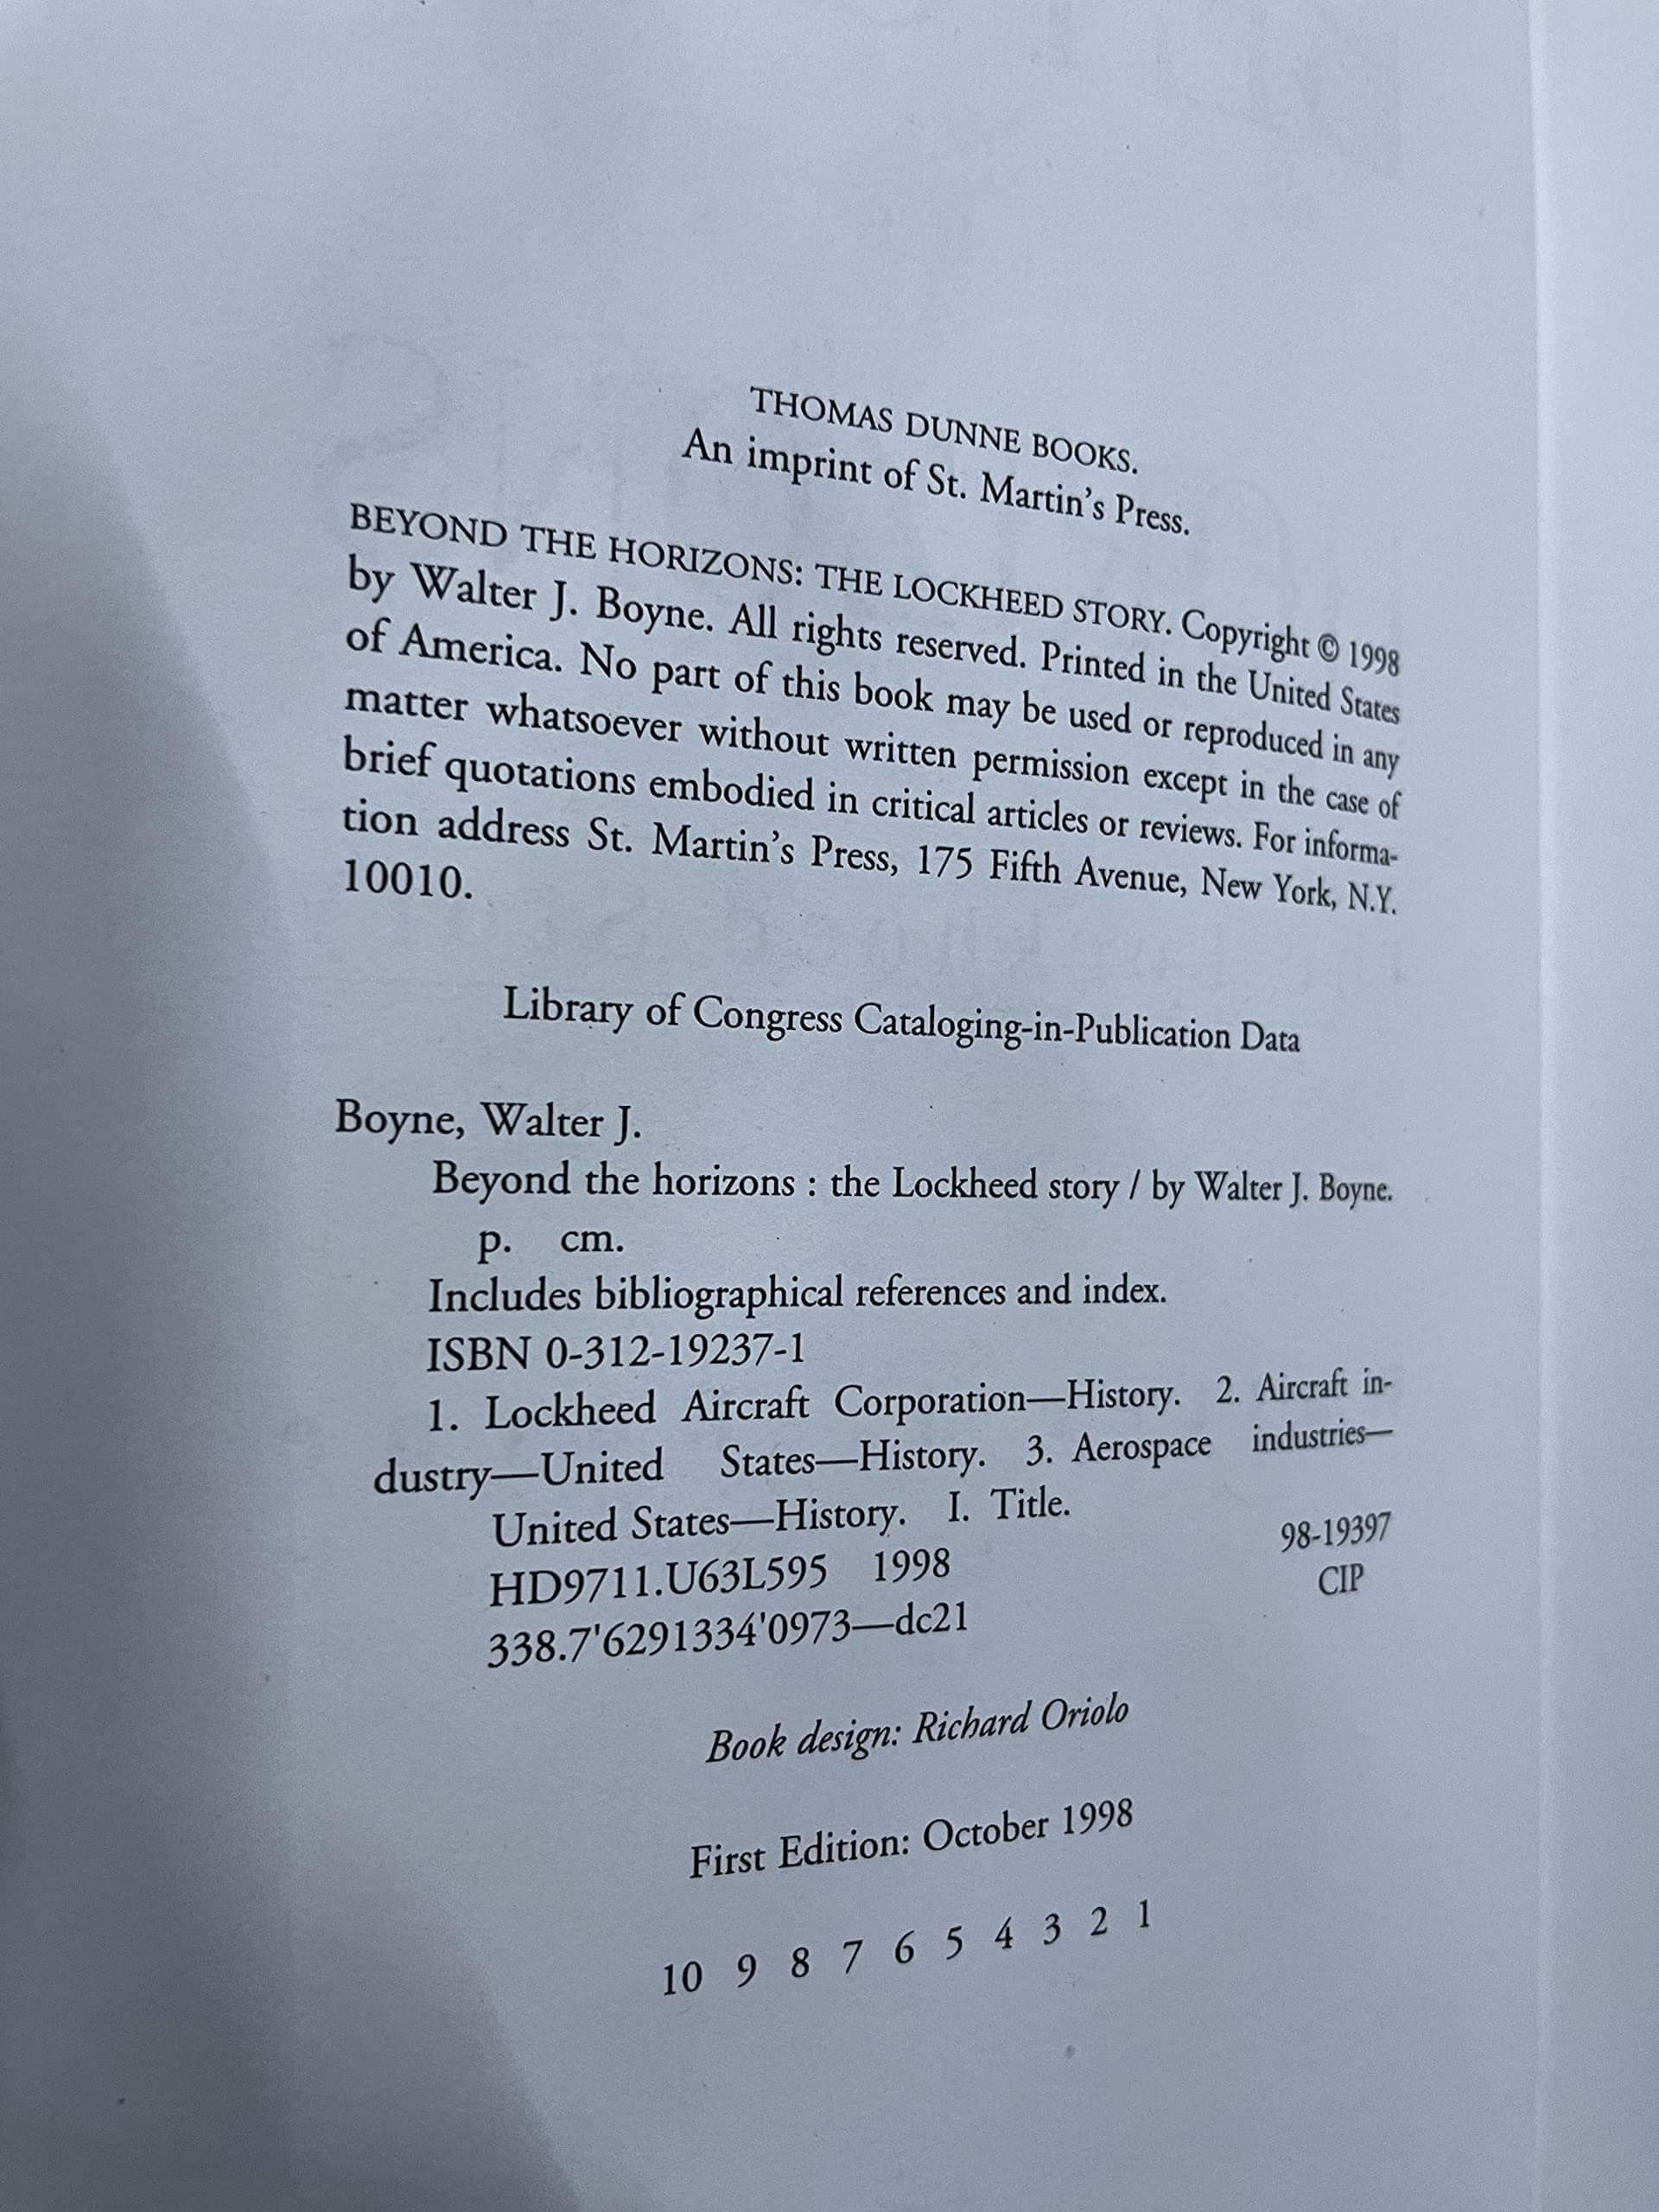 THOMAS DUNNE BOOKS.
An imprint of St. Martin's Press.
BEYOND THE HORIZONS: THE LOCKHEED STORY. Copyright © 1998
by Walter J. Boyne. All rights reserved. Printed in the United States
of America. No part of this book may be used or reproduced in any
matter whatsoever without written permission except in the case of
brief quotations embodied in critical articles or reviews. For informa-
tion address St. Martin's Press, 175 Fifth Avenue, New York, N.Y.
10010.
Library of Congress Cataloging-in-Publication Data
Boyne, Walter J.
Beyond the horizons : the Lockheed story / by Walter J. Boyne.
p. cm.
Includes bibliographical references and index.
ISBN 0-312-19237-1
1. Lockheed Aircraft Corporation—History. 2. Aircraft in-
dustry—United States—History. 3. Aerospace industries—
United States—History. I. Title.
HD9711.U63L595 1998
338.7'6291334'0973—dc21
98-19397
CIP
Book design: Richard Oriolo
First Edition: October 1998
10 9 8 7 6 5 4 3 2 1